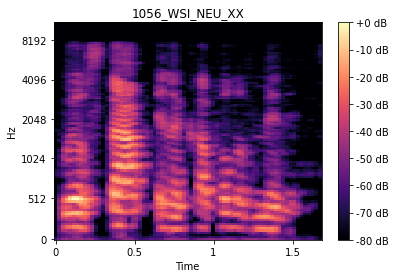 1056_WSI_NEU_XX
Hz
8192
4096
2048
1024
512
0
0
0.5
1
1.5
Time
+0 dB
-10 dB
-20 dB
-30 dB
-40 dB
-50 dB
-60 dB
-70 dB
-80 dB